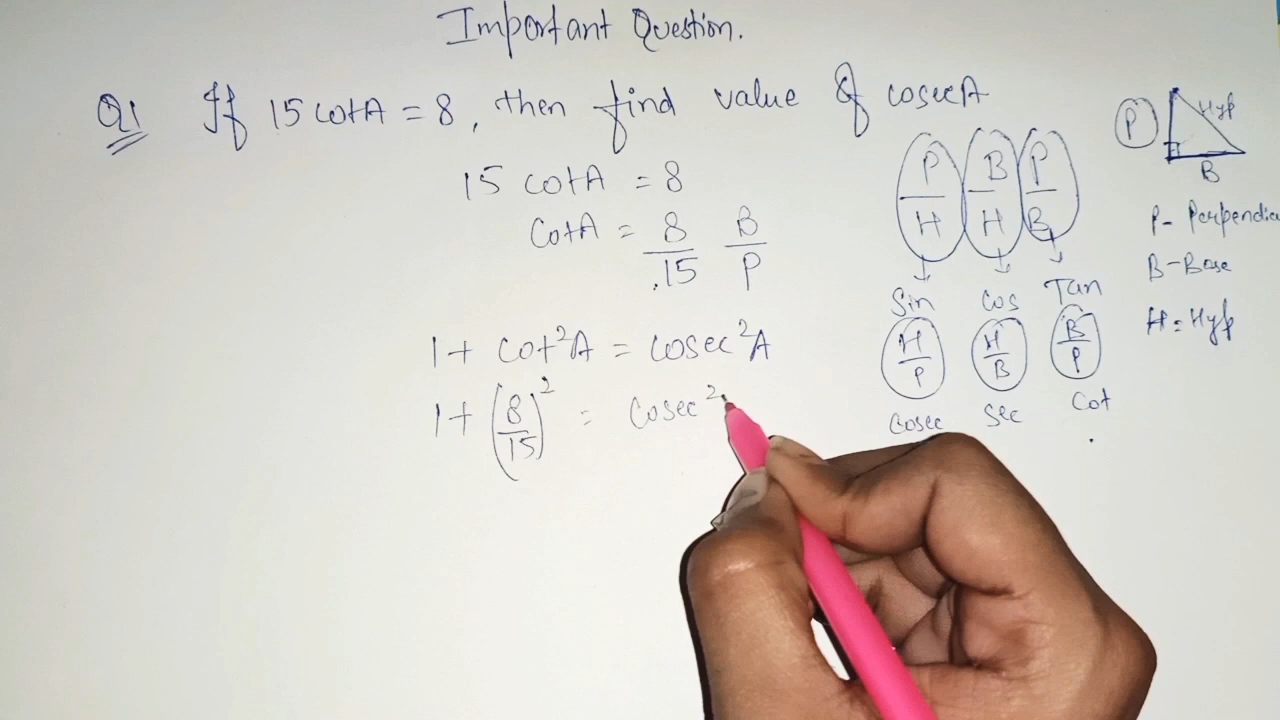 Important Question.
Q1 If 15 cotA = 8, then find value of cosecA
15 cotA = 8
CotA = 8/15 B/P
1 + cot²A = cosec²A
1 + (8/15)² = cosec²
P/H B/H P/B
Sin Cos Tan
H/P H/B B/P
Cosec Sec Cot
P Hyp
B
P- Perpendic
B-Base
H = Hyp